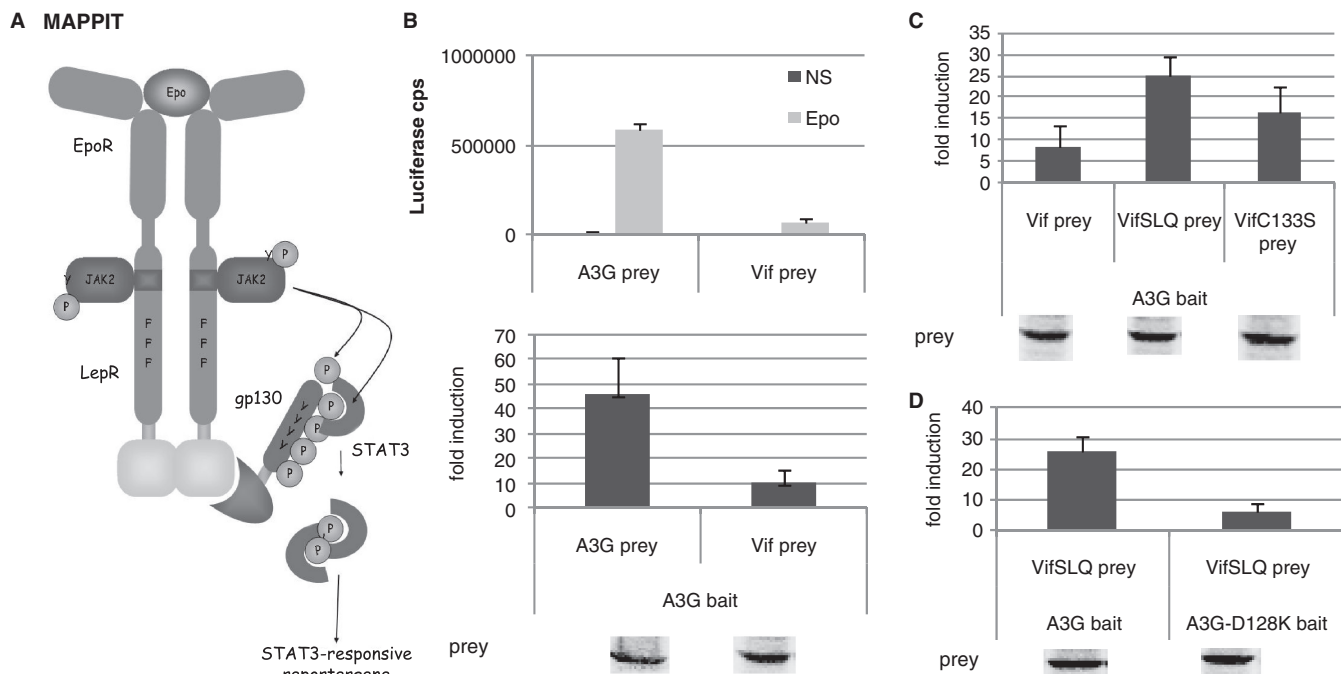 A MAPPIT
Epo
EpoR
Y P
Y JAK2
JAK2
P
F F
F F
F F
LepR
gp130
P
P
P
P
P
Y
Y
Y
Y
STAT3
P
P
STAT3-responsive
reportergene
B
Luciferase cps
1000000
500000
0
NS
Epo
A3G prey
Vif prey
fold induction
70
60
50
40
30
20
10
0
A3G prey
Vif prey
A3G bait
prey
C
fold induction
35
30
25
20
15
10
5
0
Vif prey
VifSLQ prey
VifC133S
prey
A3G bait
prey
D
fold induction
40
30
20
10
0
VifSLQ prey
VifSLQ prey
A3G bait
A3G-D128K bait
prey